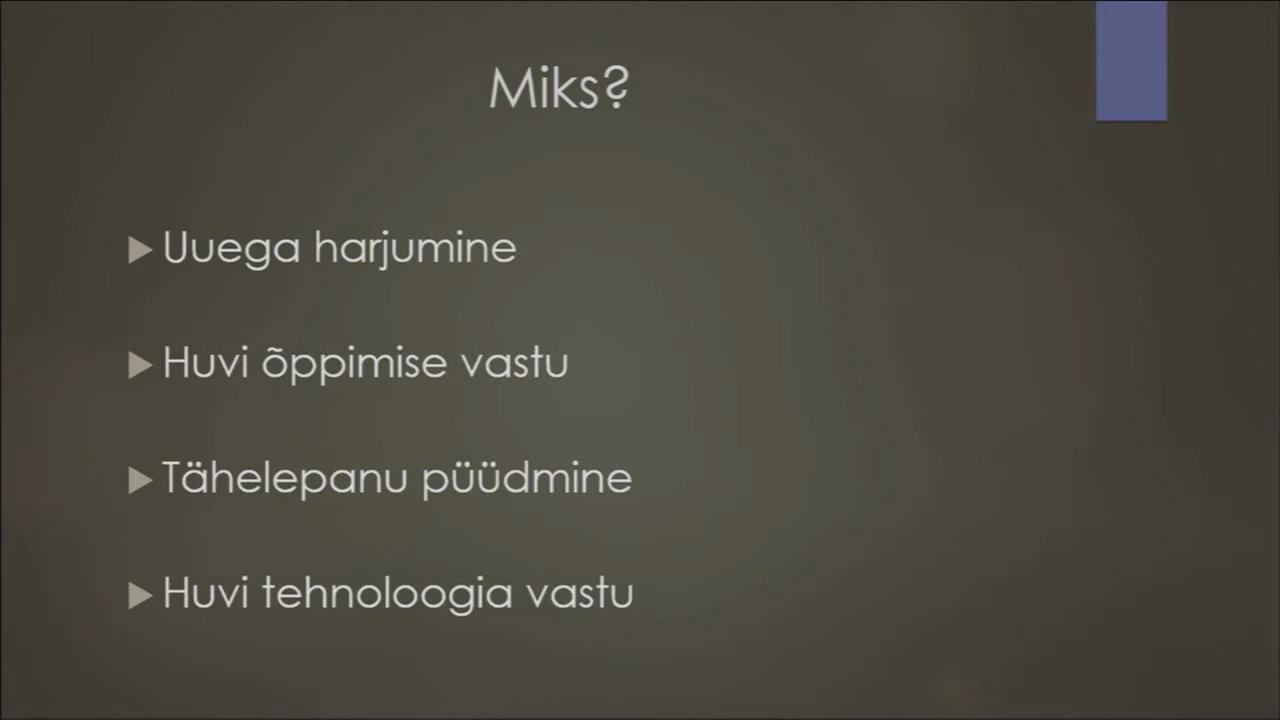 Miks?
Uuega harjumine
Huvi õppimise vastu
Tähelepanu püüdmine
Huvi tehnoloogia vastu